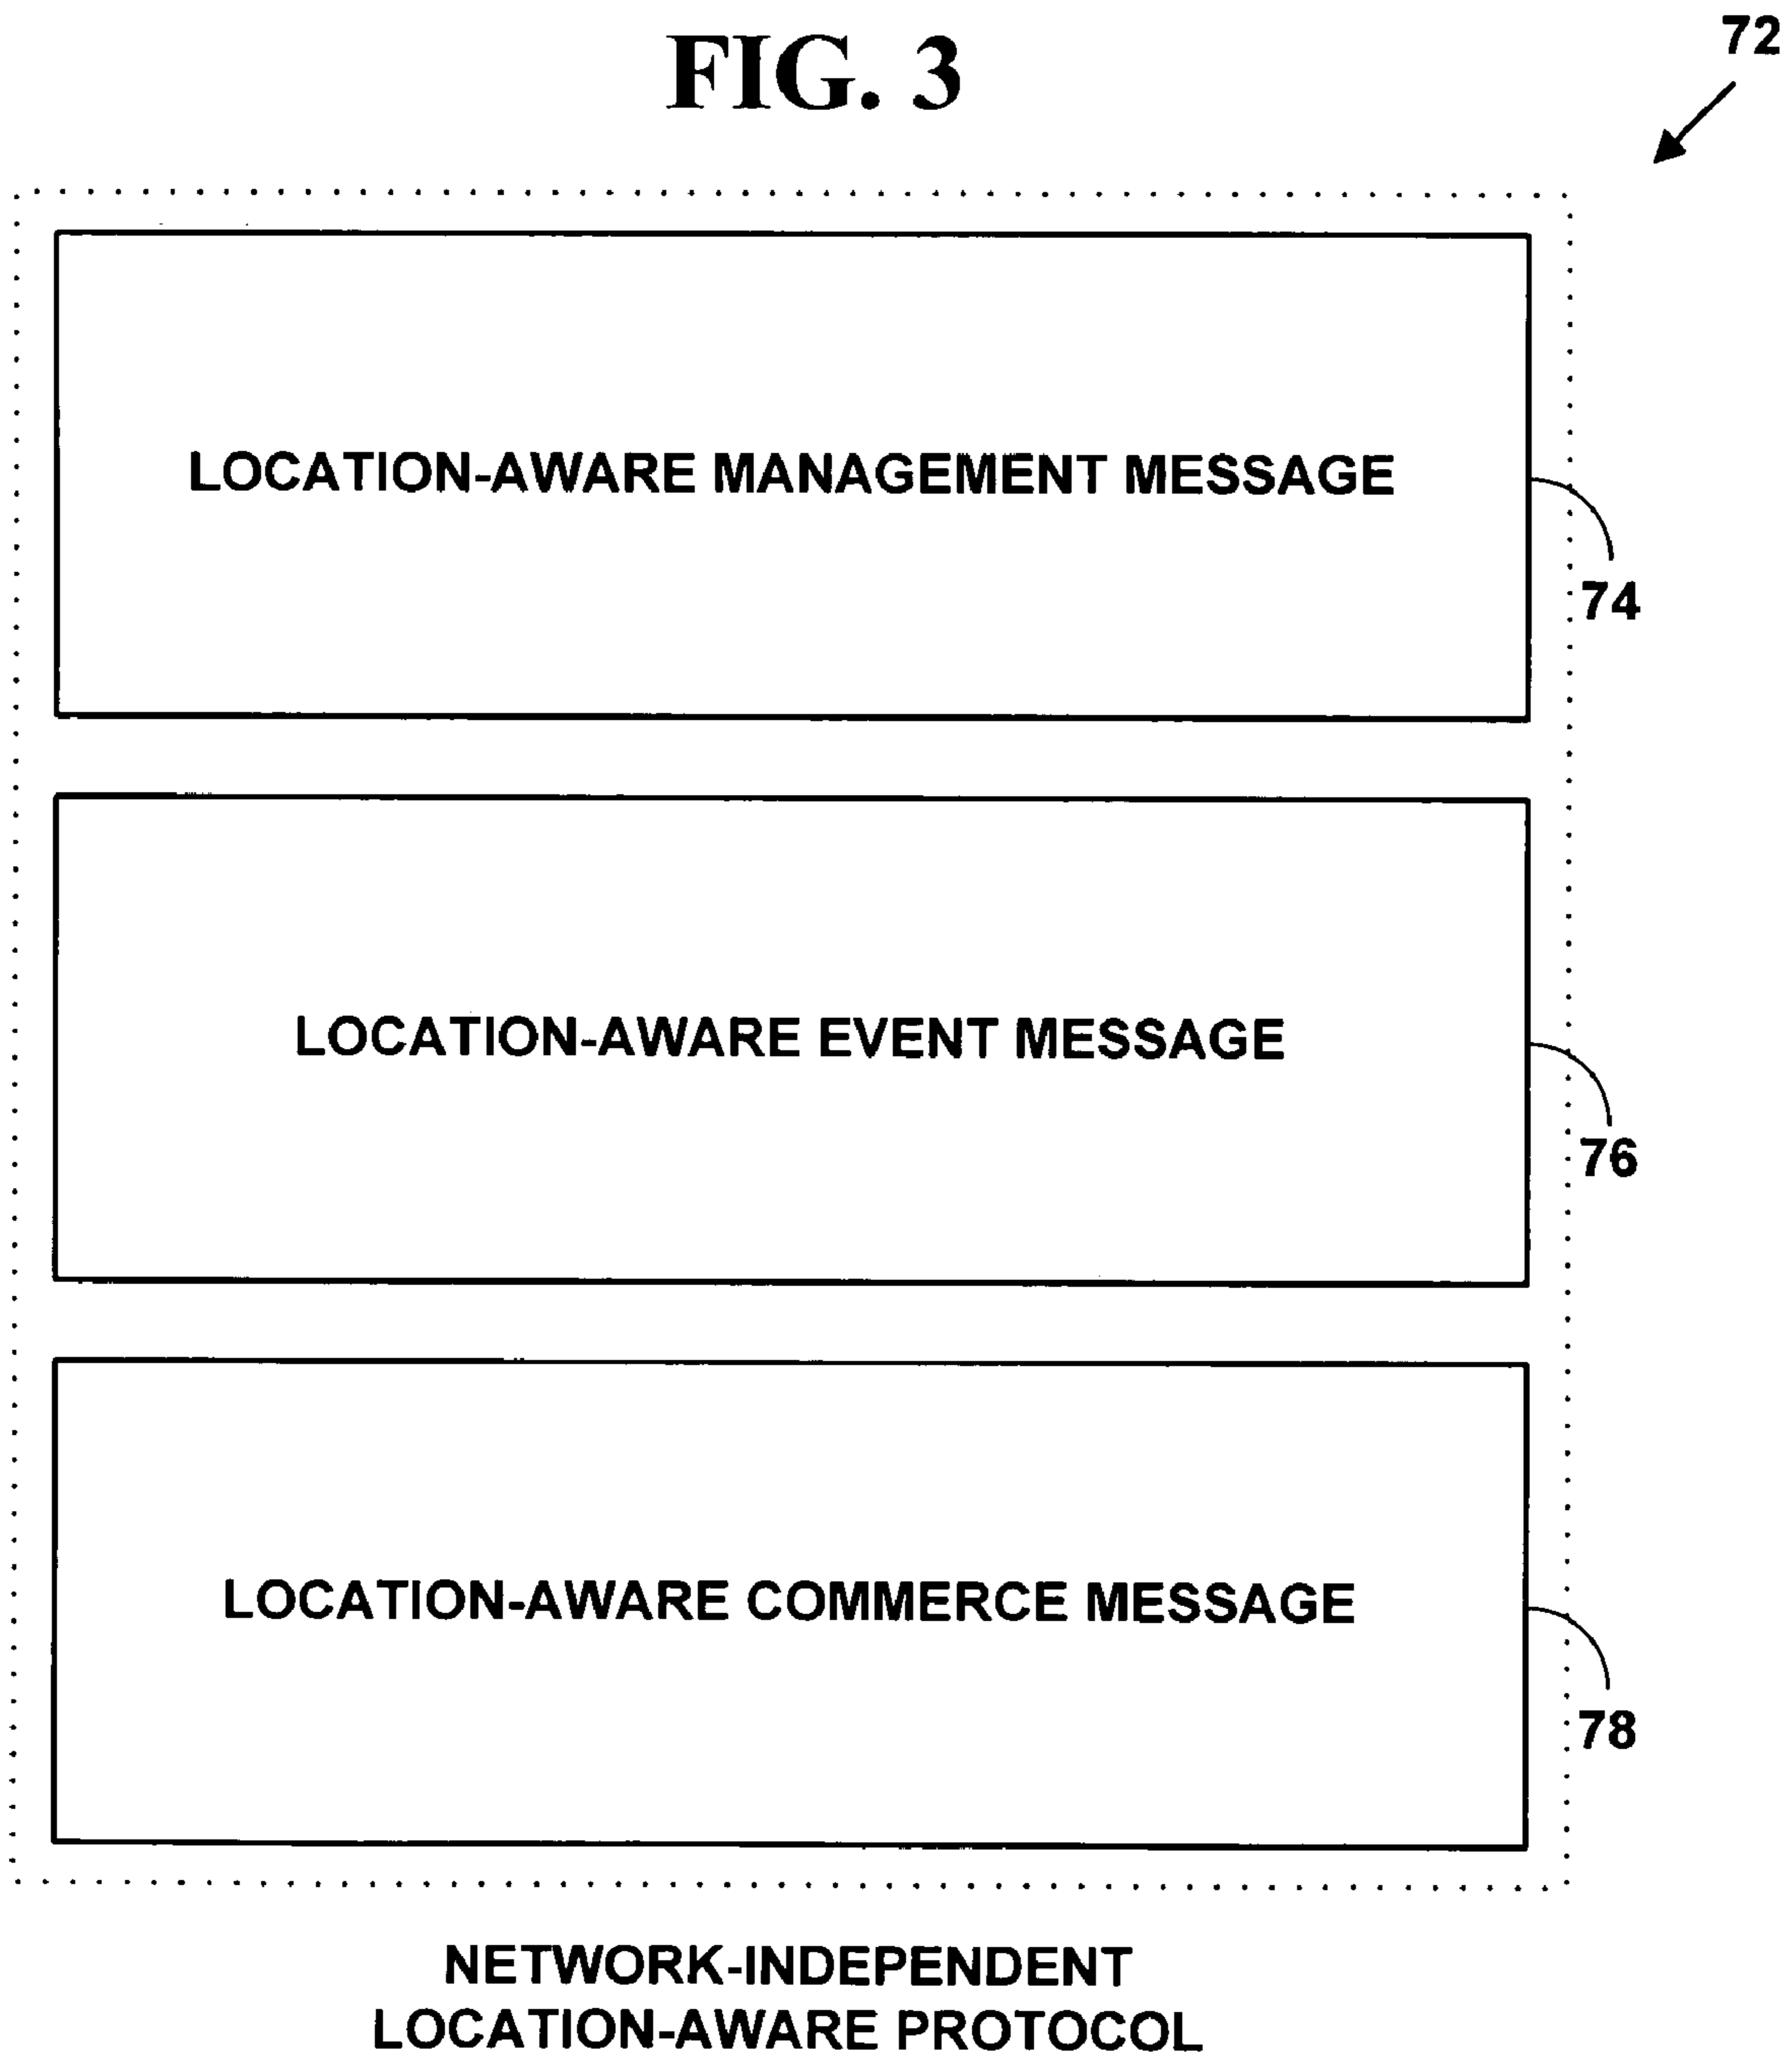 FIG. 3
72
LOCATION-AWARE MANAGEMENT MESSAGE
74
LOCATION-AWARE EVENT MESSAGE
76
LOCATION-AWARE COMMERCE MESSAGE
78
NETWORK-INDEPENDENT
LOCATION-AWARE PROTOCOL